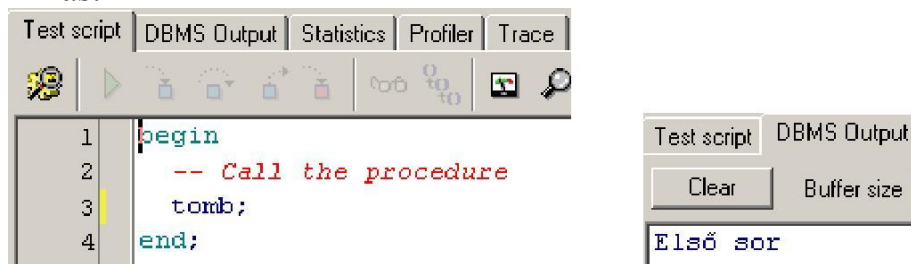 Test script DBMS Output Statistics Profiler Trace
1 begin
2 -- Call the procedure
3 tomb;
4 end;
Test script DBMS Output
Clear Buffer size
Első sor